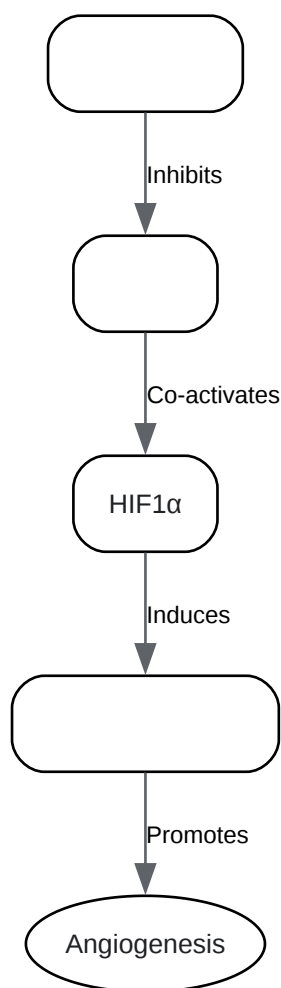 Inhibits
Co-activates
HIF1α
Induces
Promotes
Angiogenesis